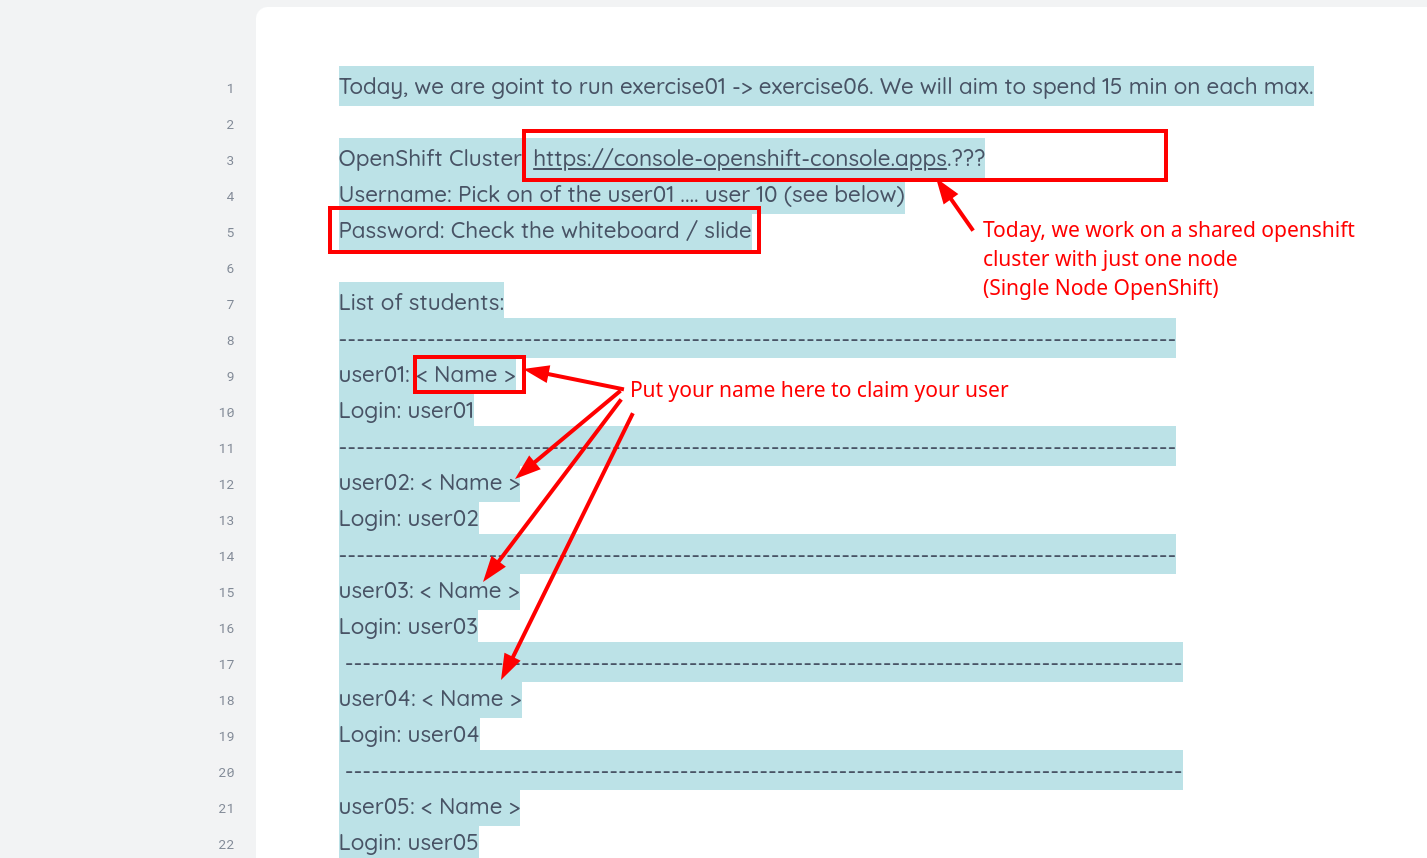 1 Today, we are goint to run exercise01 -> exercise06. We will aim to spend 15 min on each max.
2
3 OpenShift Cluster: https://console-openshift-console.apps.???
4 Username: Pick on of the user01 .... user 10 (see below)
5 Password: Check the whiteboard / slide
Today, we work on a shared openshift
cluster with just one node
(Single Node OpenShift)
6
7 List of students:
8 ---------------------------------------------------------------------------------------------
9 user01: < Name >
Put your name here to claim your user
10 Login: user01
11 ---------------------------------------------------------------------------------------------
12 user02: < Name >
13 Login: user02
14 ---------------------------------------------------------------------------------------------
15 user03: < Name >
16 Login: user03
17 ---------------------------------------------------------------------------------------------
18 user04: < Name >
19 Login: user04
20 ---------------------------------------------------------------------------------------------
21 user05: < Name >
22 Login: user05